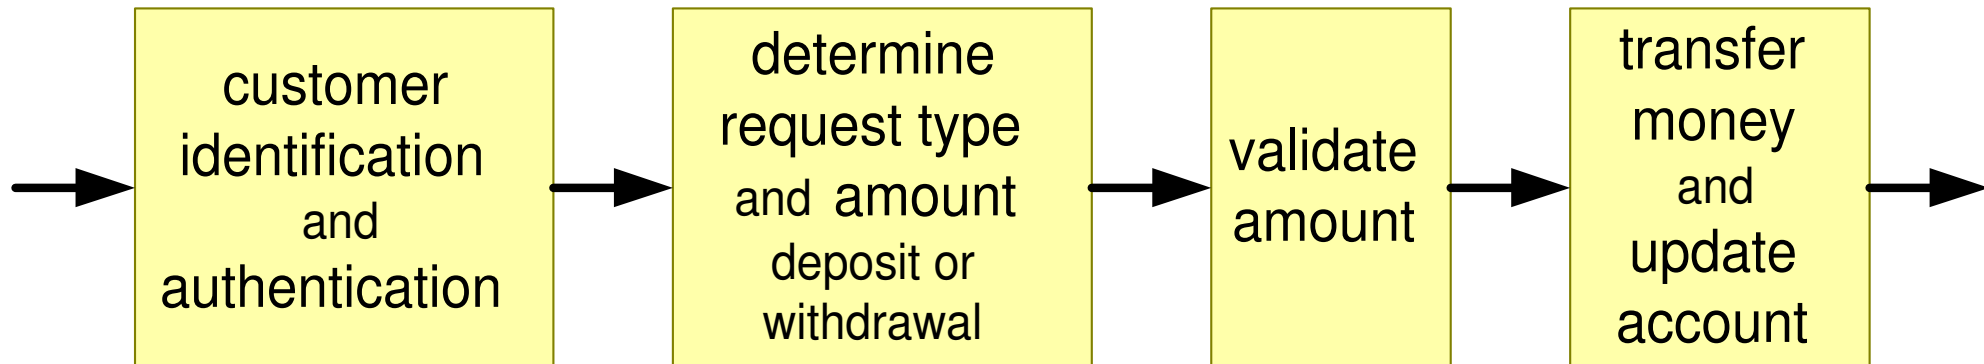 customer
identification
and
authentication
determine
request type
and amount
deposit or
withdrawal
validate
amount
transfer
money
and
update
account